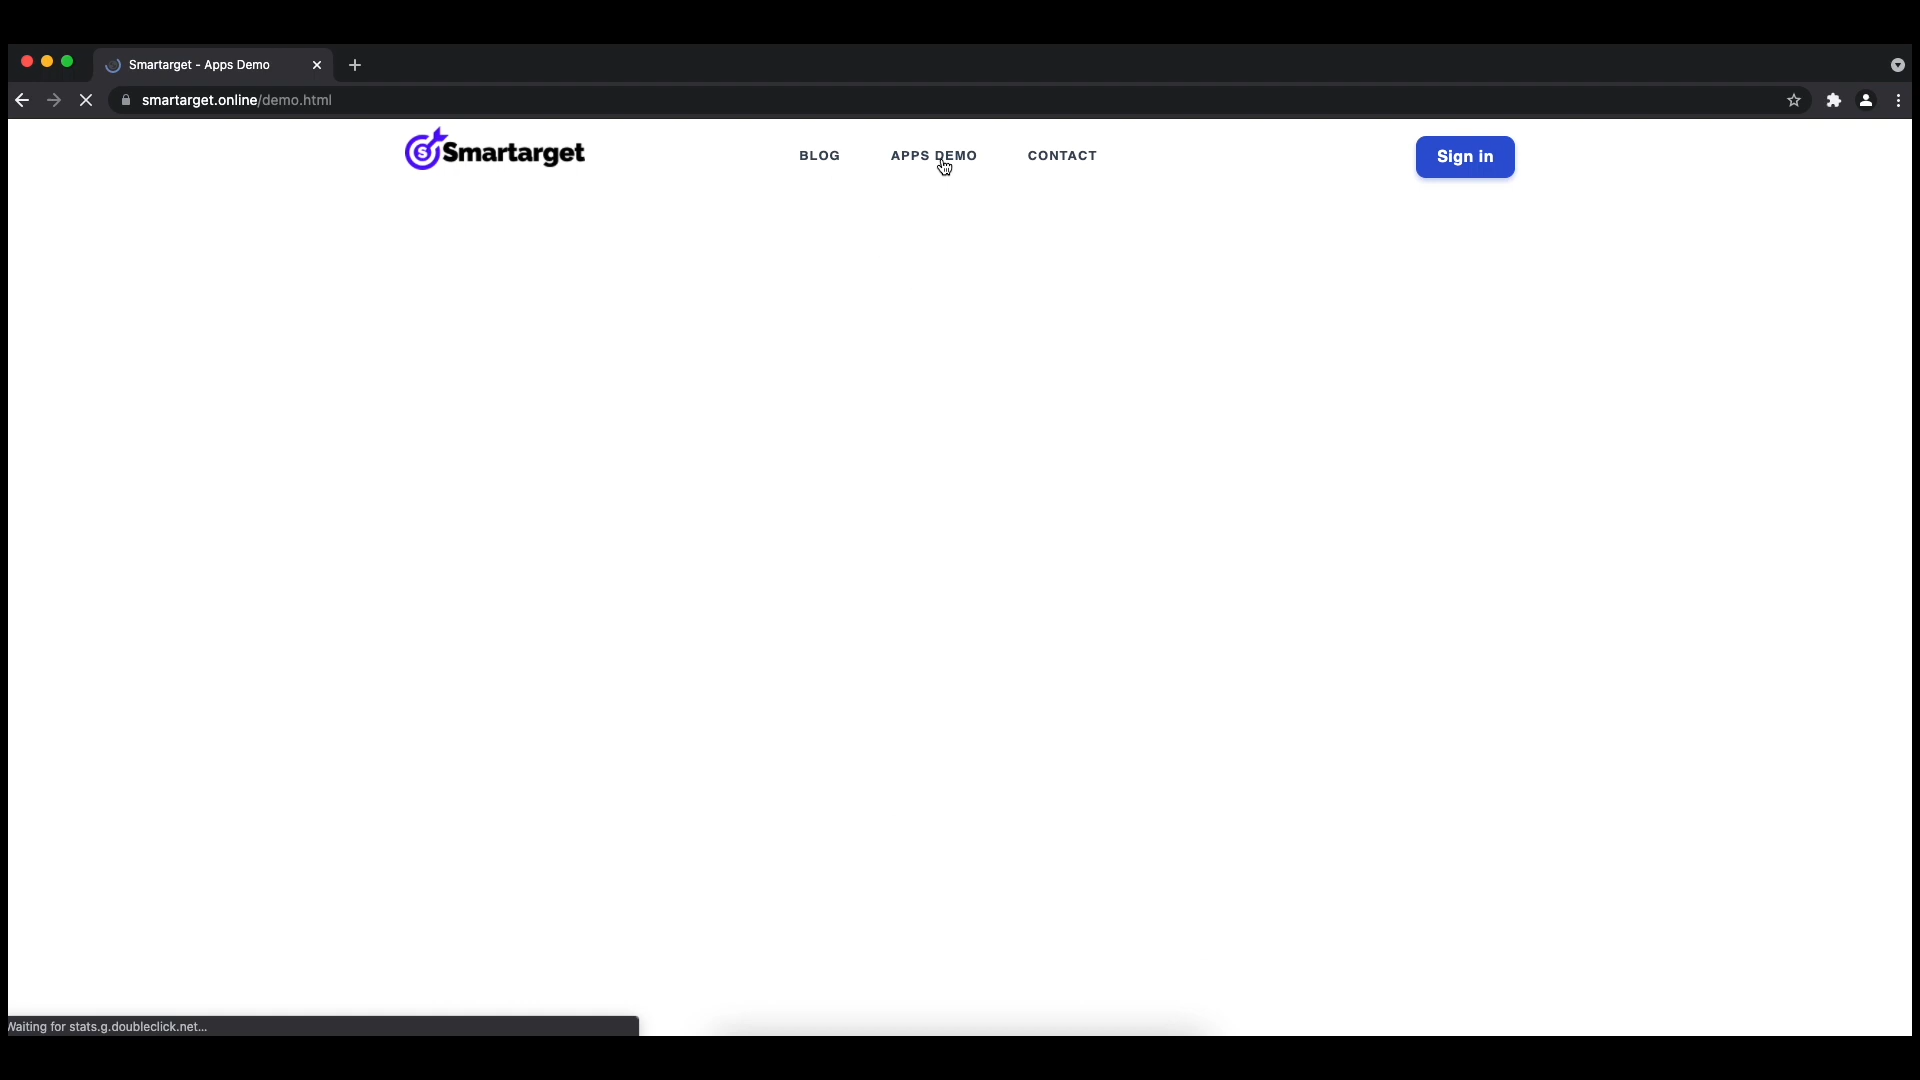 Smartarget - Apps Demo
smartarget.online/demo.html
Smartarget
BLOG
APPS DEMO
CONTACT
Sign in
Waiting for stats.g.doubleclick.net...